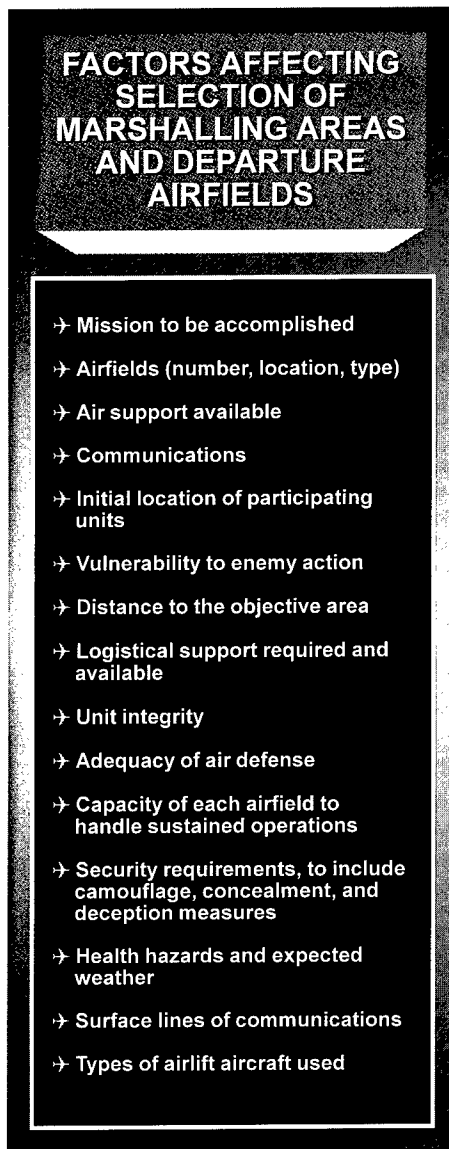 FACTORS AFFECTING
SELECTION OF
MARSHALLING AREAS
AND DEPARTURE
AIRFIELDS
✈ Mission to be accomplished
✈ Airfields (number, location, type)
✈ Air support available
✈ Communications
✈ Initial location of participating
units
✈ Vulnerability to enemy action
✈ Distance to the objective area
✈ Logistical support required and
available
✈ Unit integrity
✈ Adequacy of air defense
✈ Capacity of each airfield to
handle sustained operations
✈ Security requirements, to include
camouflage, concealment, and
deception measures
✈ Health hazards and expected
weather
✈ Surface lines of communications
✈ Types of airlift aircraft used